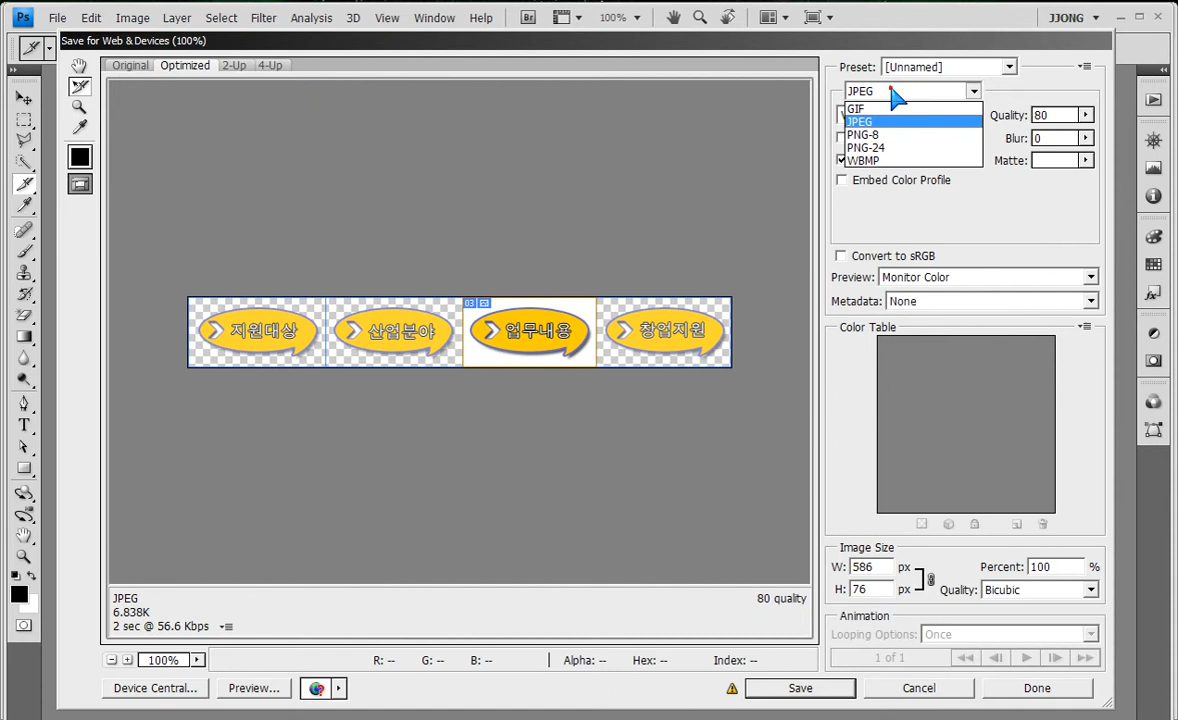 Ps File Edit Image Layer Select Filter Analysis 3D View Window Help Br 100% JJONG
Save for Web & Devices (100%)
Original Optimized 2-Up 4-Up
Preset: [Unnamed]
JPEG
GIF
JPEG
PNG-8
PNG-24
WBMP
Quality: 80
Blur: 0
Matte:
Embed Color Profile
Convert to sRGB
Preview: Monitor Color
Metadata: None
Color Table
03
지원대상 산업분야 업무내용 창업지원
Image Size
W: 586 px
H: 76 px
Percent: 100 %
Quality: Bicubic
Animation
Looping Options: Once
1 of 1
JPEG
6.838K
2 sec @ 56.6 Kbps
80 quality
100% R: -- G: -- B: -- Alpha: -- Hex: -- Index: --
Device Central... Preview... Save Cancel Done